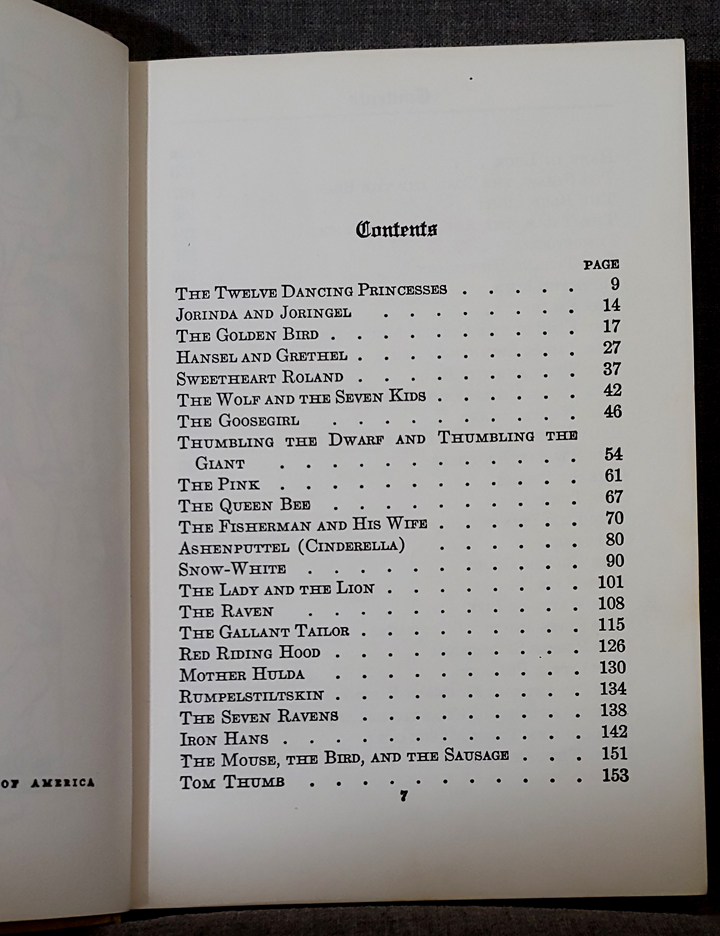 Contents
PAGE
The Twelve Dancing Princesses . . . . . 9
Jorinda and Joringel . . . . . . . . 14
The Golden Bird . . . . . . . . . . 17
Hansel and Grethel . . . . . . . . . 27
Sweetheart Roland . . . . . . . . . 37
The Wolf and the Seven Kids . . . . . . 42
The Goosegirl . . . . . . . . . . 46
Thumbling the Dwarf and Thumbling the
Giant . . . . . . . . . . . . 54
The Pink . . . . . . . . . . . . 61
The Queen Bee . . . . . . . . . . 67
The Fisherman and His Wife . . . . . . 70
Ashenputtel (Cinderella) . . . . . . 80
Snow-White . . . . . . . . . . . 90
The Lady and the Lion . . . . . . . . 101
The Raven . . . . . . . . . . . 108
The Gallant Tailor . . . . . . . . . 115
Red Riding Hood . . . . . . . . . . 126
Mother Hulda . . . . . . . . . . 130
Rumpelstiltskin . . . . . . . . . . 134
The Seven Ravens . . . . . . . . . 138
Iron Hans . . . . . . . . . . . . 142
The Mouse, the Bird, and the Sausage . . . 151
Tom Thumb . . . . . . . . . . . 153
7
OF AMERICA